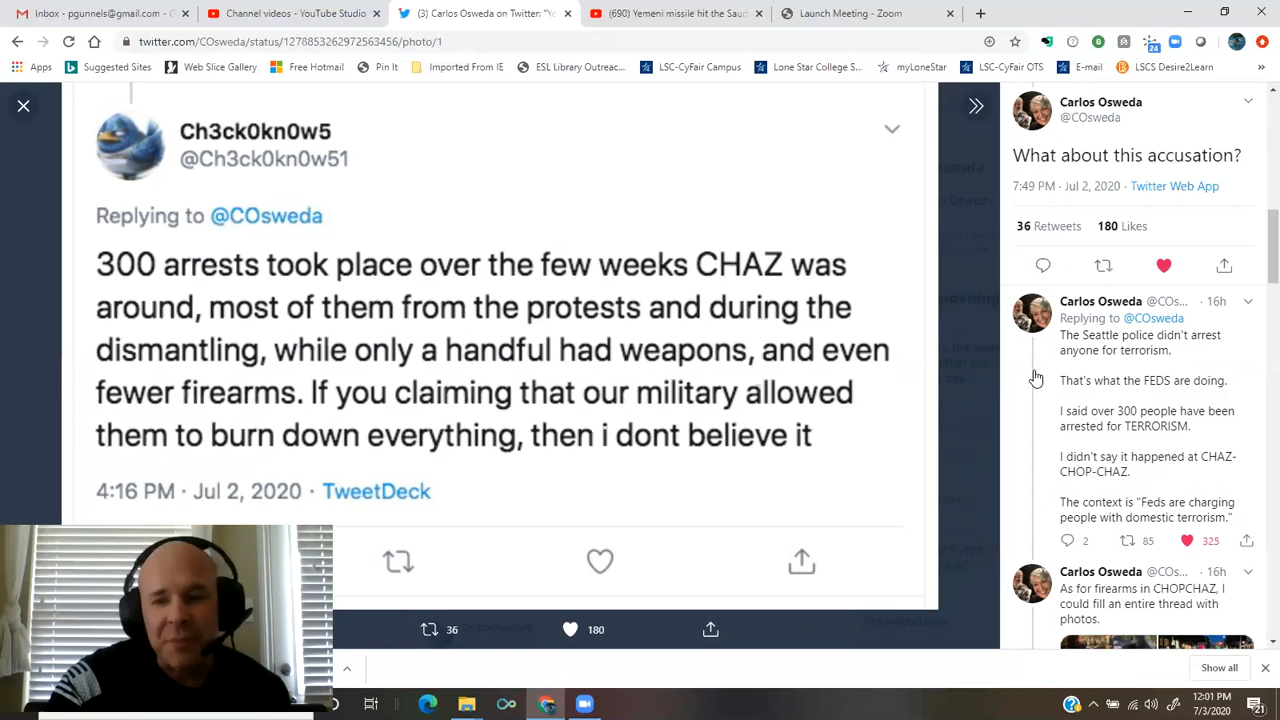 Inbox - pgunnels@gmail.com
Your videos - YouTube Studio
(3) Carlos Osweda on Twitter: "Yo
(690) Yemeni missile hit the Saud
Launch Meeting - Zoom
twitter.com/COsweda/status/1278853262972563456/photo/1
24
Apps
Suggested Sites
Web Slice Gallery
Free Hotmail
Pin It
Imported From IE
ESL Library Outreac...
LSC-CyFair Campus
Lone Star College S...
myLoneStar
LSC-CyFair OTS
E-mail
LSCS Desire2Learn
Ch3ck0kn0w5
@Ch3ck0kn0w51
Replying to @COsweda
300 arrests took place over the few weeks CHAZ was
around, most of them from the protests and during the
dismantling, while only a handful had weapons, and even
fewer firearms. If you claiming that our military allowed
them to burn down everything, then i dont believe it
4:16 PM · Jul 2, 2020 · TweetDeck
36
180
Carlos Osweda
@COsweda
What about this accusation?
7:49 PM · Jul 2, 2020 · Twitter Web App
36 Retweets 180 Likes
Carlos Osweda @COs... · 16h
Replying to @COsweda
The Seattle police didn't arrest
anyone for terrorism.
That's what the FEDS are doing.
I said over 300 people have been
arrested for TERRORISM.
I didn't say it happened at CHAZ-
CHOP-CHAZ.
The context is "Feds are charging
people with domestic terrorism."
2
85
325
Carlos Osweda @COs... · 16h
As for firearms in CHOPCHAZ, I
could fill an entire thread with
photos.
Show all
12:01 PM
7/3/2020
21